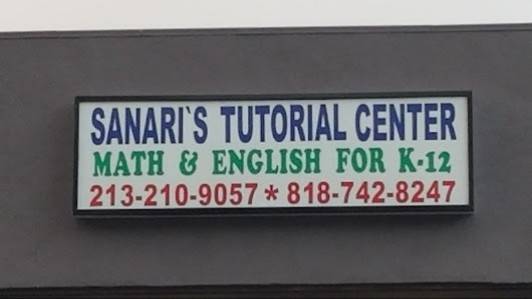 SANARI`S TUTORIAL CENTER
MATH & ENGLISH FOR K-12
213-210-9057 * 818-742-8247